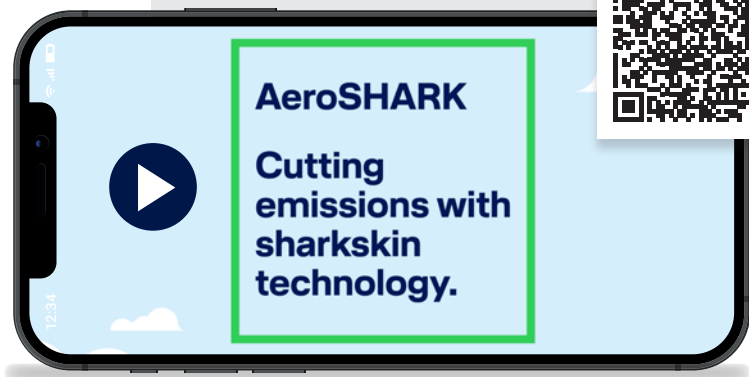 AeroSHARK
Cutting
emissions with
sharkskin
technology.
12:34